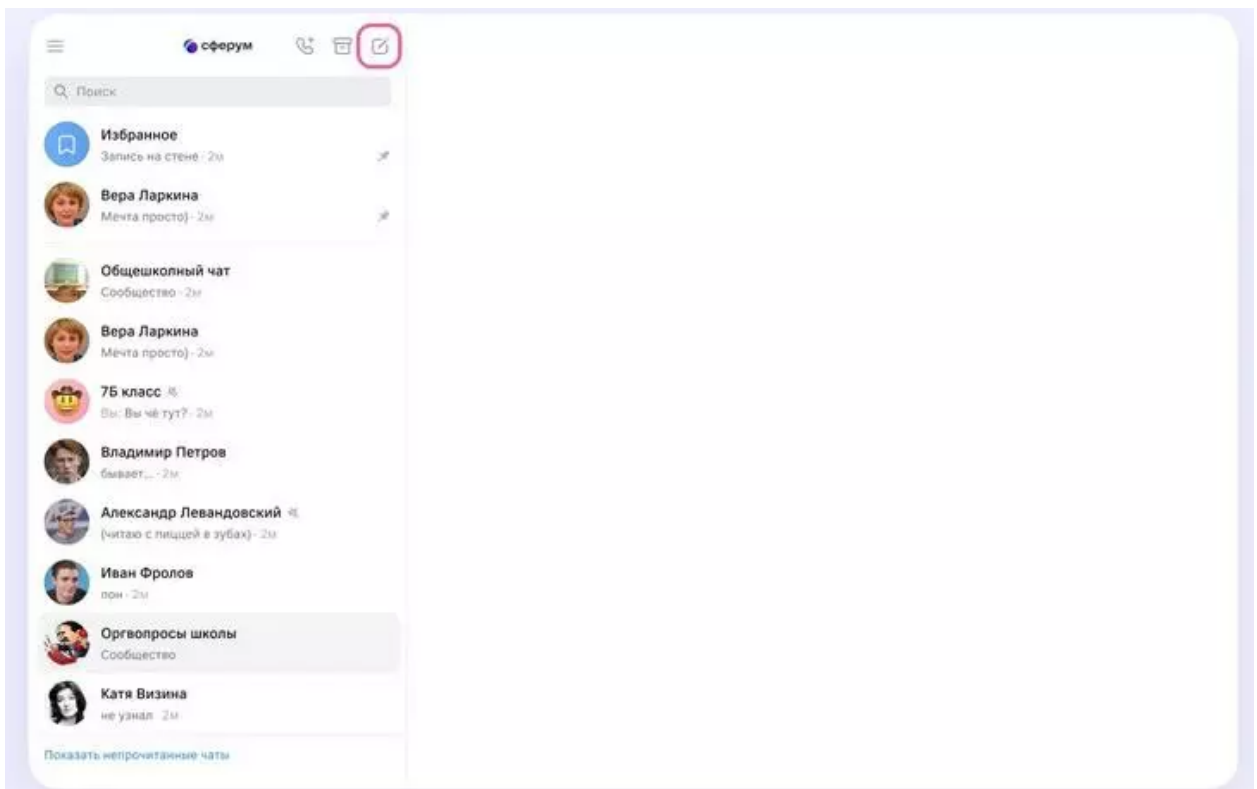 сферум
Поиск
Избранное
Запись на стене · 2м
Вера Ларкина
Мечта просто) · 2м
Общешколный чат
Сообщество · 2м
Вера Ларкина
Мечта просто) · 2м
7Б класс
Вы: Вы чё тут? · 2м
Владимир Петров
бывает... · 2м
Александр Левандовский
(читаю с пиццей в зубах) · 2м
Иван Фролов
пон · 2м
Оргвопросы школы
Сообщество
Катя Визина
не узнал · 2м
Показать непрочитанные чаты